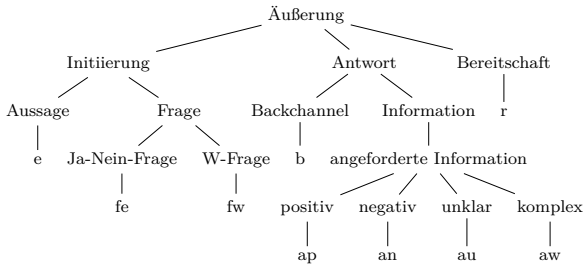 Äußerung
Initiierung Antwort Bereitschaft
Aussage Frage Backchannel Information r
e Ja-Nein-Frage W-Frage b angeforderte Information
fe fw positiv negativ unklar komplex
ap an au aw